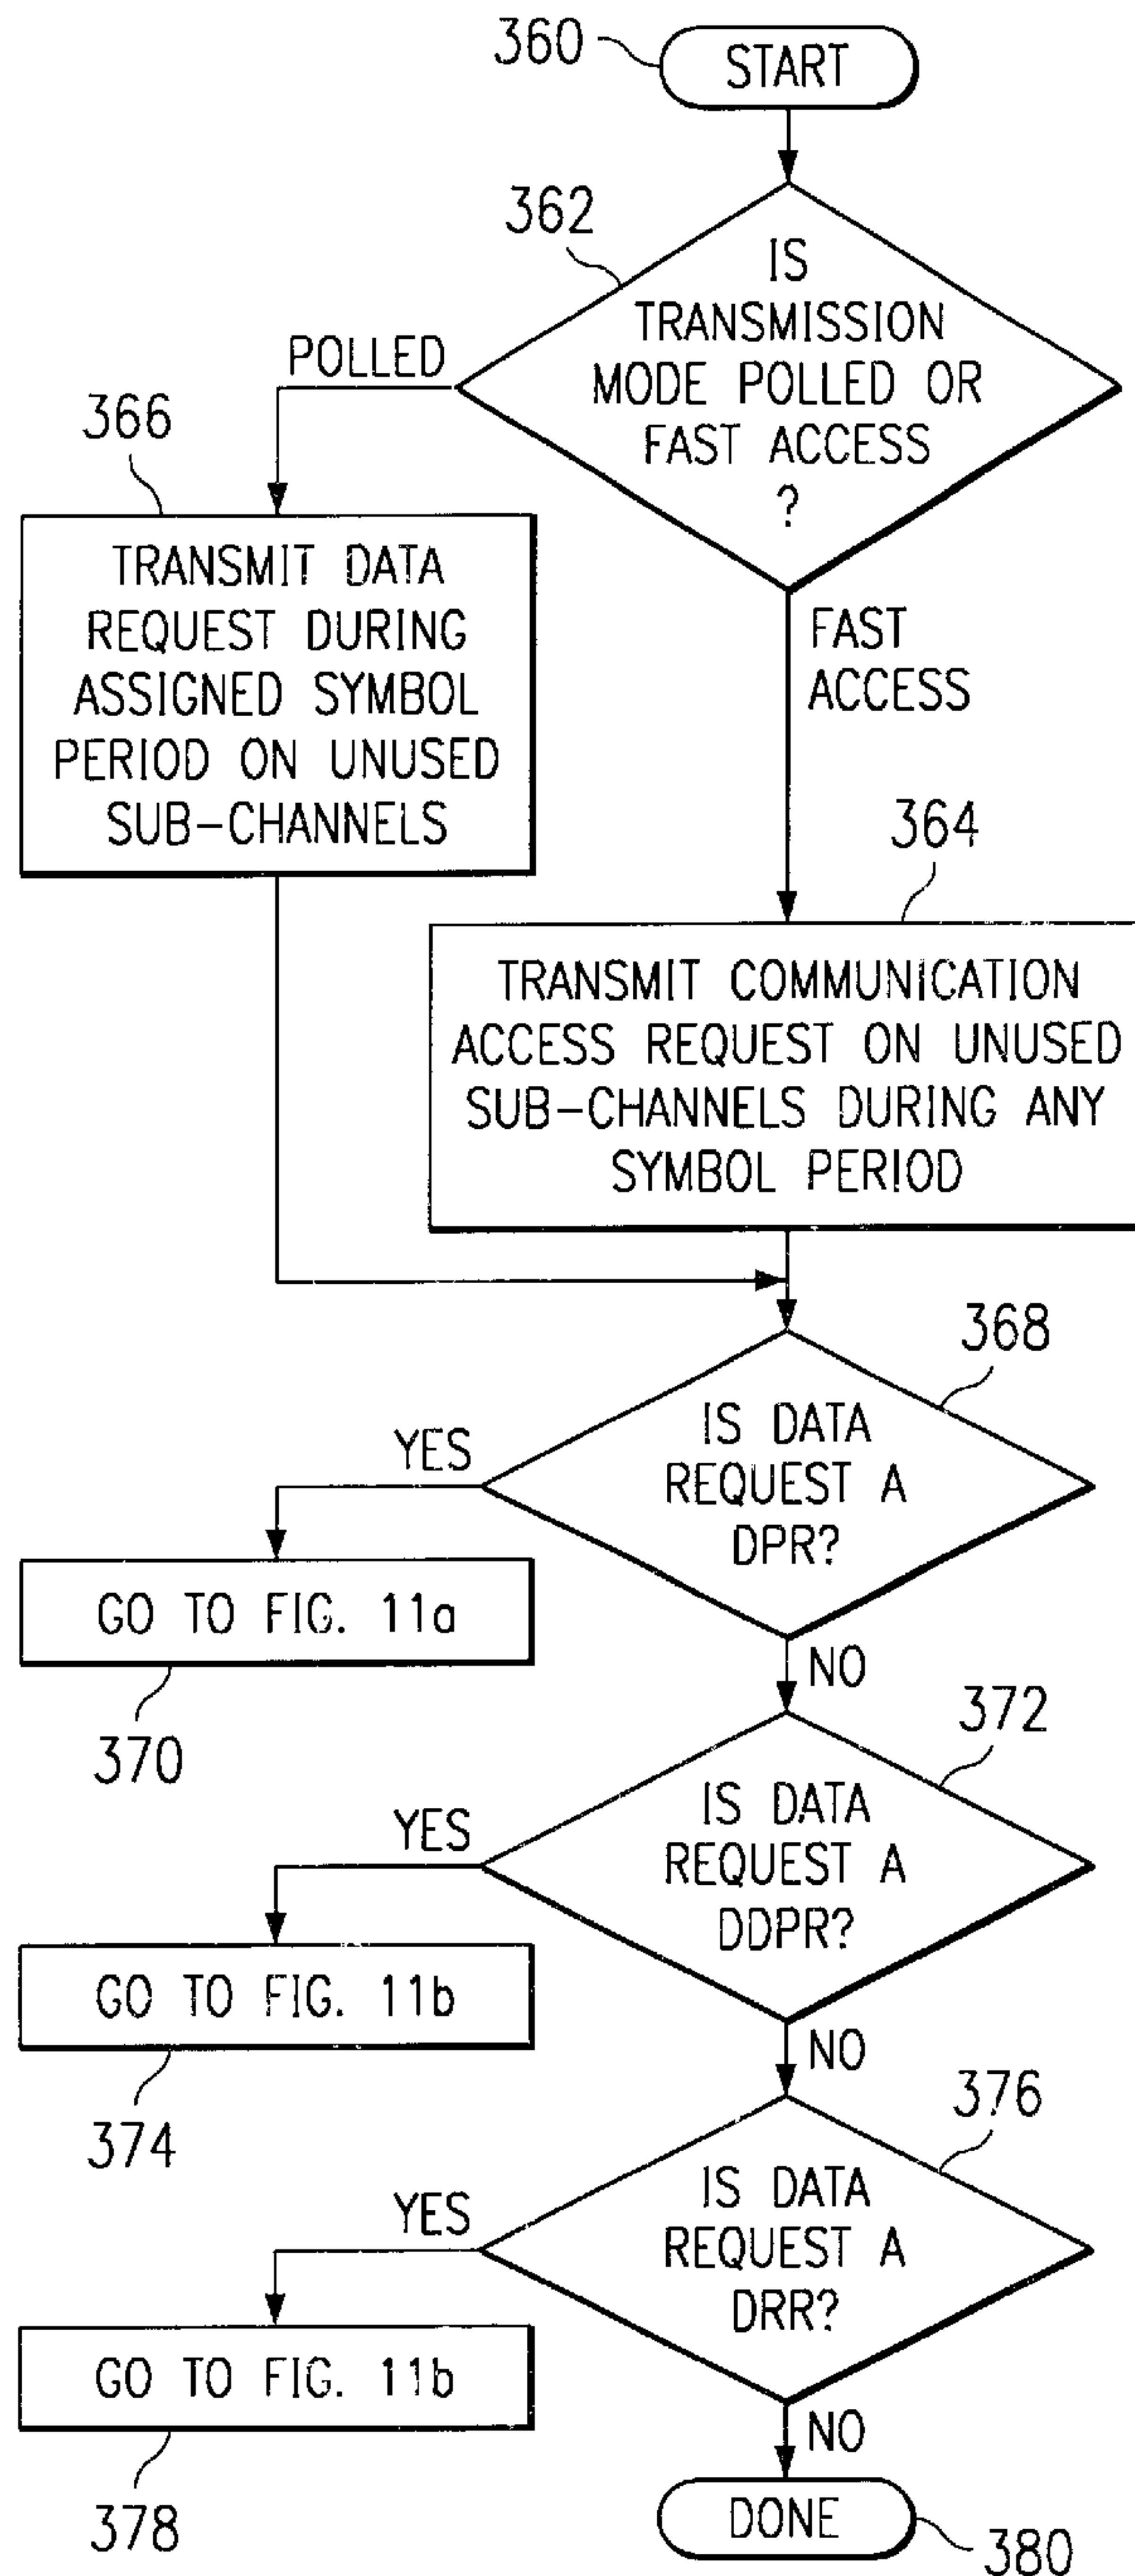 360
START
362
IS
TRANSMISSION
MODE POLLED OR
FAST ACCESS
?
POLLED
366
TRANSMIT DATA
REQUEST DURING
ASSIGNED SYMBOL
PERIOD ON UNUSED
SUB-CHANNELS
FAST
ACCESS
364
TRANSMIT COMMUNICATION
ACCESS REQUEST ON UNUSED
SUB-CHANNELS DURING ANY
SYMBOL PERIOD
368
IS DATA
REQUEST A
DPR?
YES
GO TO FIG. 11a
370
NO
372
IS DATA
REQUEST A
DDPR?
YES
GO TO FIG. 11b
374
NO
376
IS DATA
REQUEST A
DRR?
YES
GO TO FIG. 11b
378
NO
DONE
380